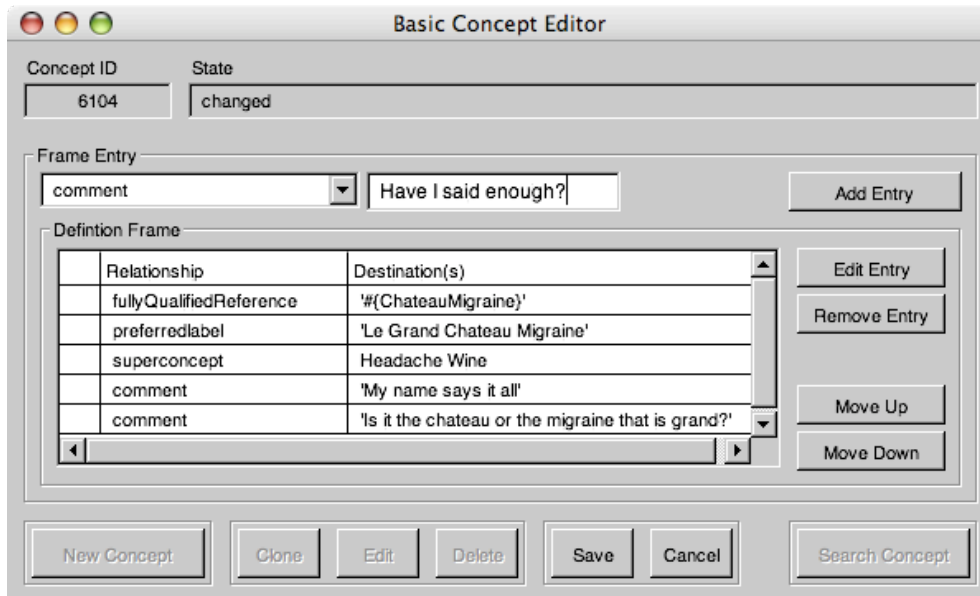 Basic Concept Editor
Concept ID State
6104 changed
Frame Entry
comment Have I said enough? Add Entry
Defintion Frame
Relationship Destination(s) Edit Entry
fullyQualifiedReference '#{ChateauMigraine}'
preferredlabel 'Le Grand Chateau Migraine' Remove Entry
superconcept Headache Wine
comment 'My name says it all'
comment 'Is it the chateau or the migraine that is grand?' Move Up
Move Down
New Concept Clone Edit Delete Save Cancel Search Concept